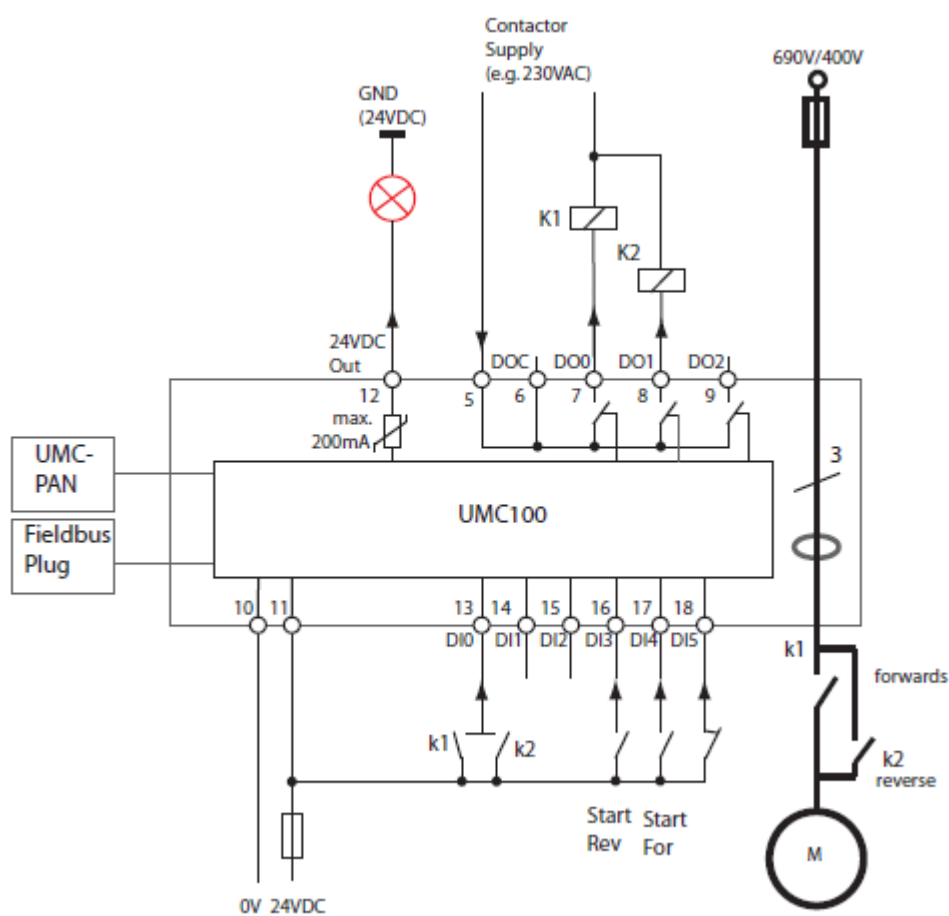 Contactor
Supply
(e.g. 230VAC)
690V/400V
GND
(24VDC)
K1
K2
24VDC
Out
DOC
DO0
DO1
DO2
12
5
6
7
8
9
max.
200mA
UMC-
PAN
3
UMC100
Fieldbus
Plug
10
11
13
14
15
16
17
18
DI0
DI1
DI2
DI3
DI4
DI5
k1
forwards
k1
k2
k2
reverse
Start
Rev
Start
For
M
0V
24VDC